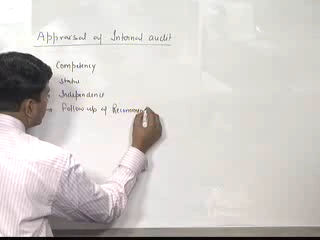 Appraisal of Internal audit
Competency
Status
Independence
Follow up of Recommen